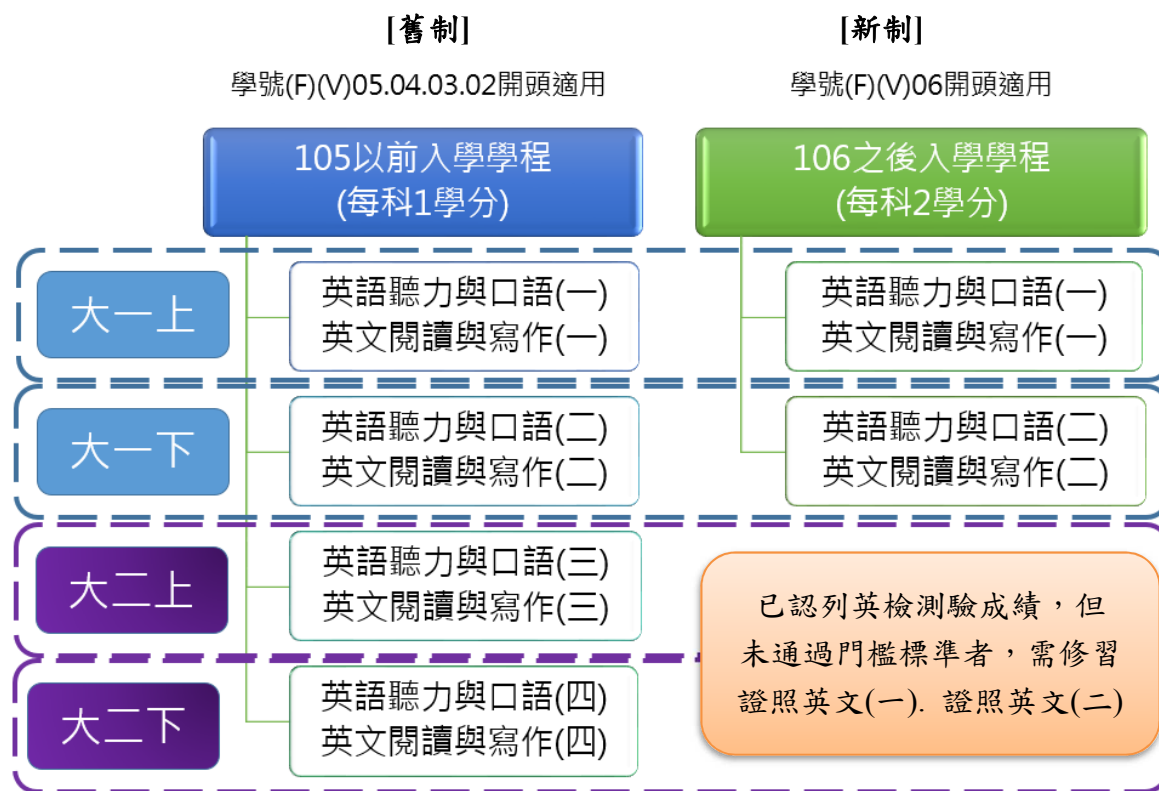 [舊制]
[新制]
學號(F)(V)05.04.03.02開頭適用
學號(F)(V)06開頭適用
105以前入學學程
(每科1學分)
106之後入學學程
(每科2學分)
大一上
英語聽力與口語(一)
英文閱讀與寫作(一)
英語聽力與口語(一)
英文閱讀與寫作(一)
大一下
英語聽力與口語(二)
英文閱讀與寫作(二)
英語聽力與口語(二)
英文閱讀與寫作(二)
大二上
英語聽力與口語(三)
英文閱讀與寫作(三)
已認列英檢測驗成績，但
未通過門檻標準者，需修習
證照英文(一). 證照英文(二)
大二下
英語聽力與口語(四)
英文閱讀與寫作(四)